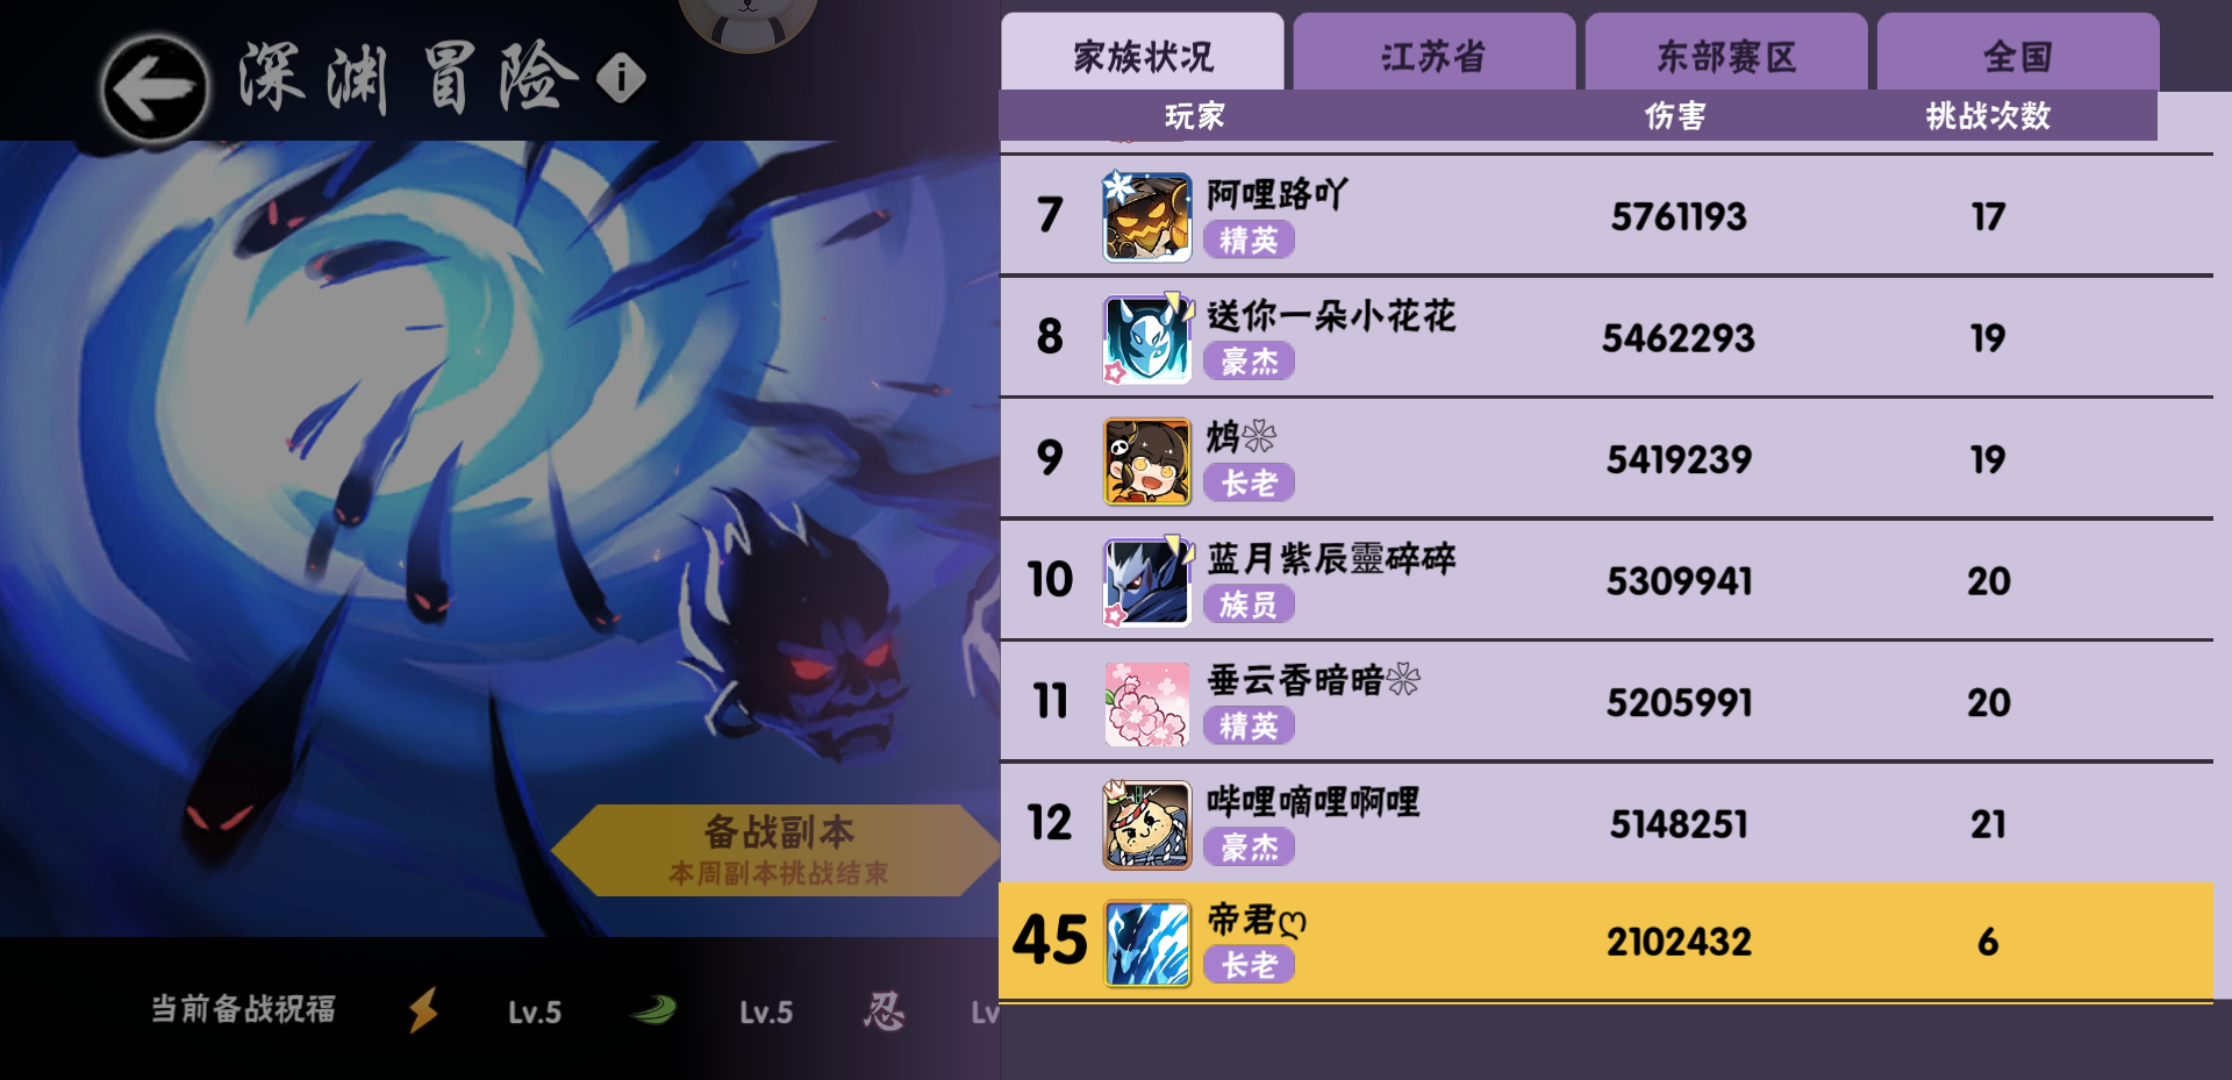 深渊冒险
家族状况 江苏省 东部赛区 全国
玩家 伤害 挑战次数
7 阿哩路吖 5761193 17
精英
8 送你一朵小花花 5462293 19
豪杰
9 鸩❀ 5419239 19
长老
10 蓝月紫辰靈碎碎 5309941 20
族员
11 垂云香暗暗❀ 5205991 20
精英
12 哔哩嘀哩啊哩 5148251 21
豪杰
45 帝君ღ 2102432 6
长老
备战副本
本周副本挑战结束
当前备战祝福 Lv.5 Lv.5 忍 Lv